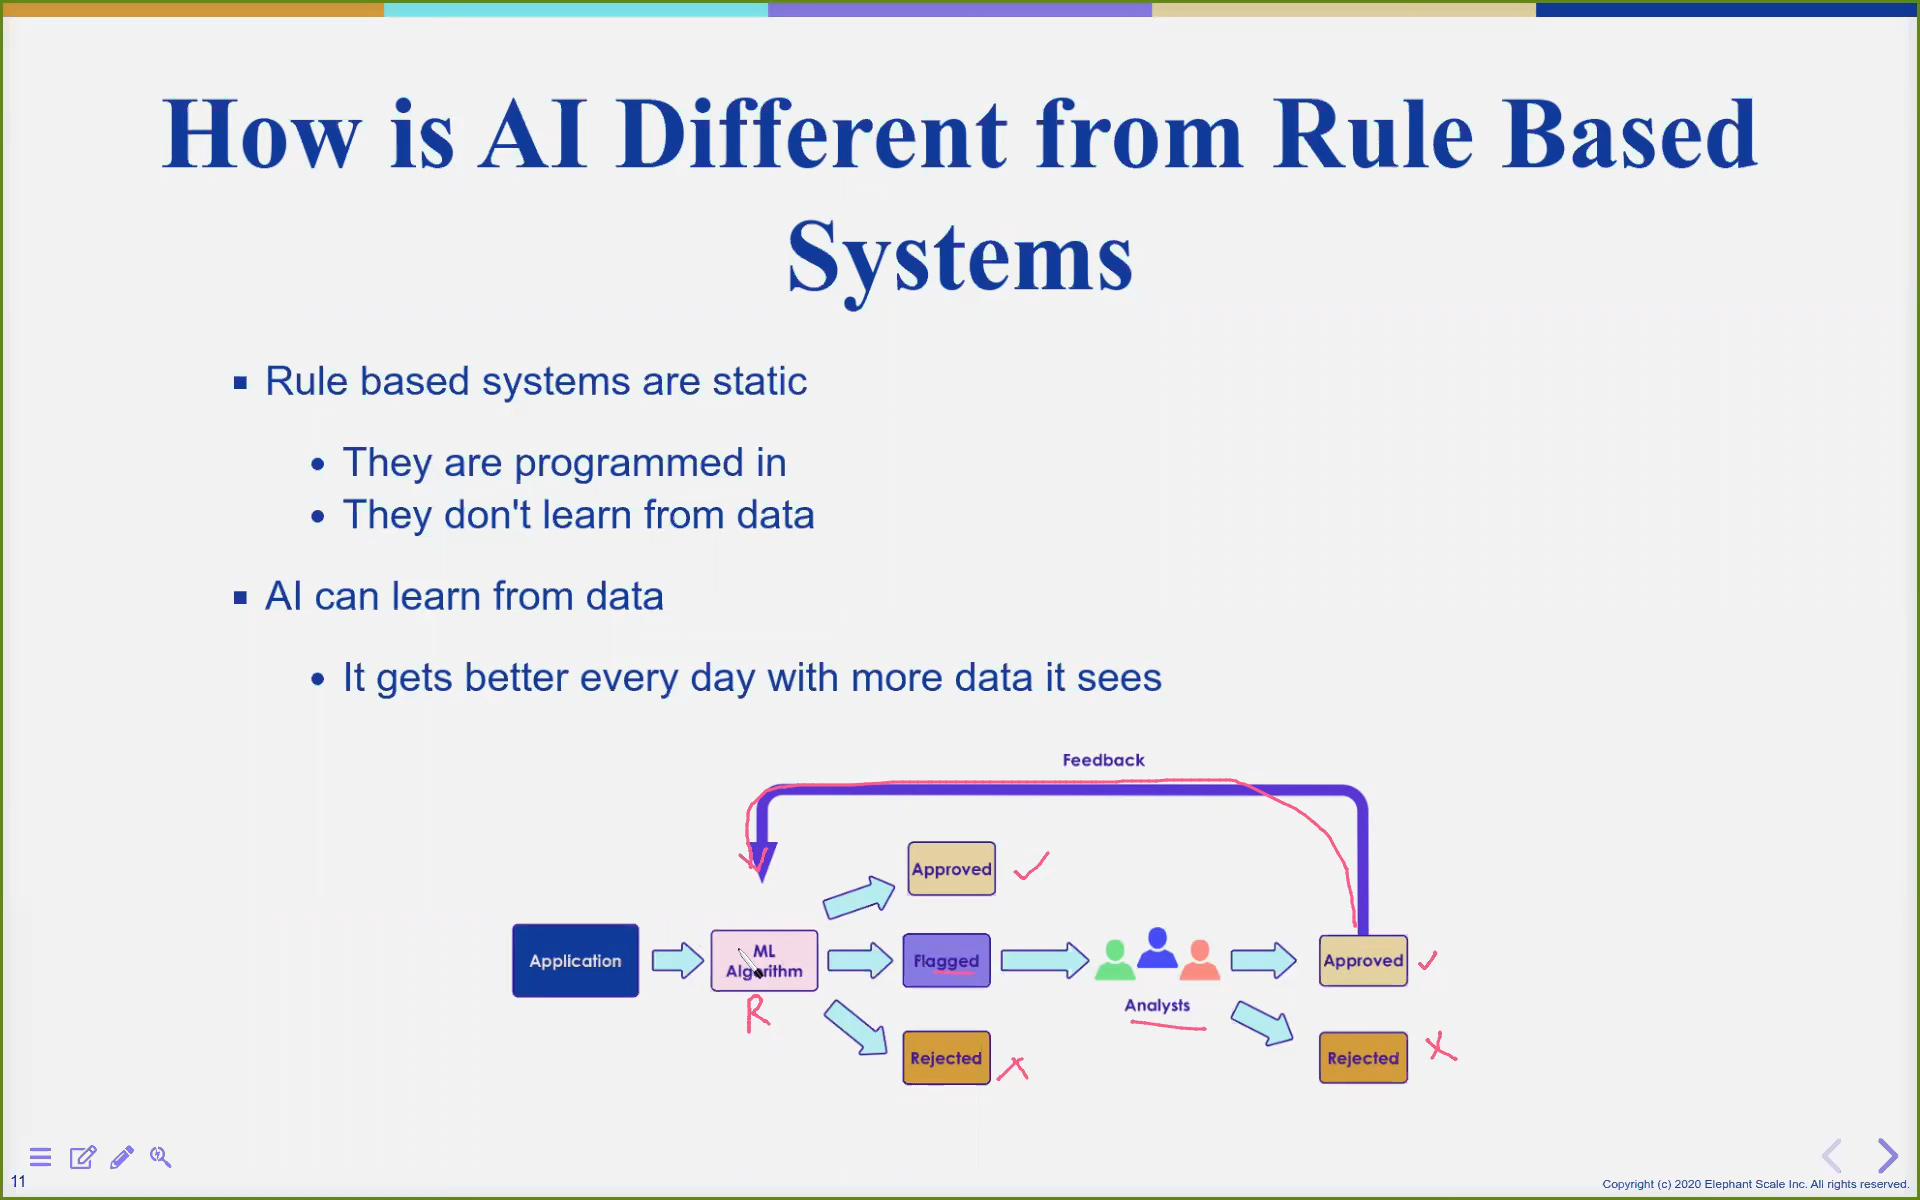 How is AI Different from Rule Based
Systems
Rule based systems are static
They are programmed in
They don't learn from data
AI can learn from data
It gets better every day with more data it sees
Feedback
Approved
Application
ML
Algorithm
Flagged
Analysts
Approved
R
Rejected
Rejected
11
Copyright (c) 2020 Elephant Scale Inc. All rights reserved.